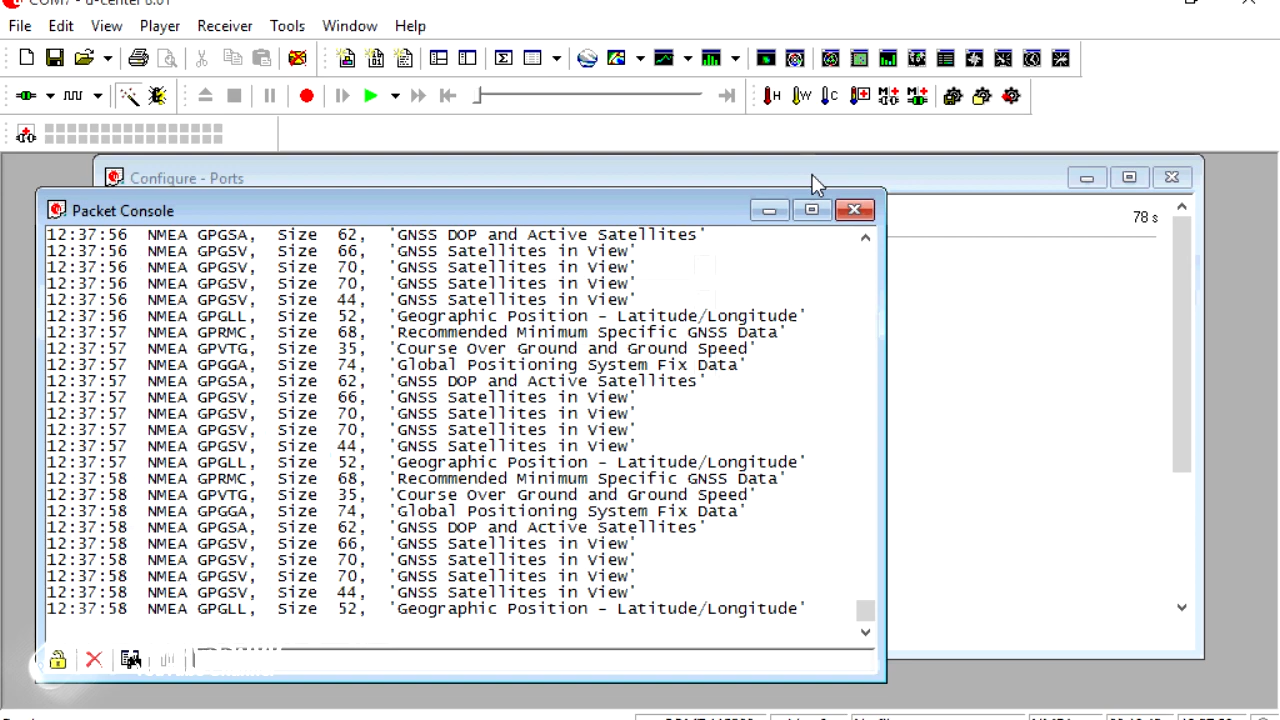 COM7 - u-center 8.01
File Edit View Player Receiver Tools Window Help
Configure - Ports
78 s
Packet Console
12:37:56 NMEA GPGSA, Size 62, 'GNSS DOP and Active Satellites'
12:37:56 NMEA GPGSV, Size 66, 'GNSS Satellites in View'
12:37:56 NMEA GPGSV, Size 70, 'GNSS Satellites in View'
12:37:56 NMEA GPGSV, Size 70, 'GNSS Satellites in View'
12:37:56 NMEA GPGSV, Size 44, 'GNSS Satellites in View'
12:37:56 NMEA GPGLL, Size 52, 'Geographic Position - Latitude/Longitude'
12:37:57 NMEA GPRMC, Size 68, 'Recommended Minimum Specific GNSS Data'
12:37:57 NMEA GPVTG, Size 35, 'Course Over Ground and Ground Speed'
12:37:57 NMEA GPGGA, Size 74, 'Global Positioning System Fix Data'
12:37:57 NMEA GPGSA, Size 62, 'GNSS DOP and Active Satellites'
12:37:57 NMEA GPGSV, Size 66, 'GNSS Satellites in View'
12:37:57 NMEA GPGSV, Size 70, 'GNSS Satellites in View'
12:37:57 NMEA GPGSV, Size 70, 'GNSS Satellites in View'
12:37:57 NMEA GPGSV, Size 44, 'GNSS Satellites in View'
12:37:57 NMEA GPGLL, Size 52, 'Geographic Position - Latitude/Longitude'
12:37:58 NMEA GPRMC, Size 68, 'Recommended Minimum Specific GNSS Data'
12:37:58 NMEA GPVTG, Size 35, 'Course Over Ground and Ground Speed'
12:37:58 NMEA GPGGA, Size 74, 'Global Positioning System Fix Data'
12:37:58 NMEA GPGSA, Size 62, 'GNSS DOP and Active Satellites'
12:37:58 NMEA GPGSV, Size 66, 'GNSS Satellites in View'
12:37:58 NMEA GPGSV, Size 70, 'GNSS Satellites in View'
12:37:58 NMEA GPGSV, Size 70, 'GNSS Satellites in View'
12:37:58 NMEA GPGSV, Size 44, 'GNSS Satellites in View'
12:37:58 NMEA GPGLL, Size 52, 'Geographic Position - Latitude/Longitude'